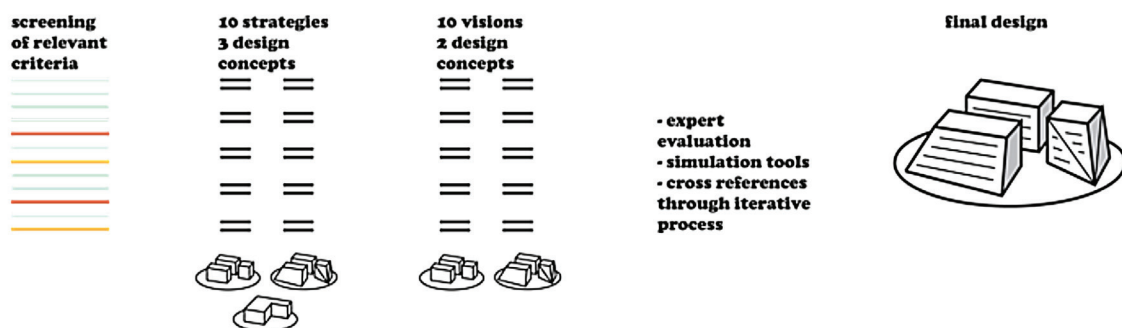 screening
of relevant
criteria
10 strategies
3 design
concepts
10 visions
2 design
concepts
- expert
evaluation
- simulation tools
- cross references
through iterative
process
final design